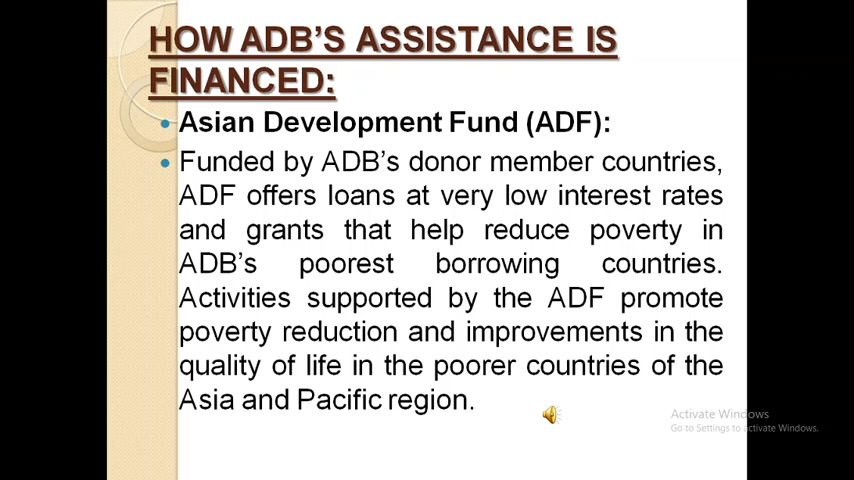 HOW ADB'S ASSISTANCE IS
FINANCED:
Asian Development Fund (ADF):
Funded by ADB's donor member countries,
ADF offers loans at very low interest rates
and grants that help reduce poverty in
ADB's poorest borrowing countries.
Activities supported by the ADF promote
poverty reduction and improvements in the
quality of life in the poorer countries of the
Asia and Pacific region.
Activate Windows
Go to Settings to activate Windows.